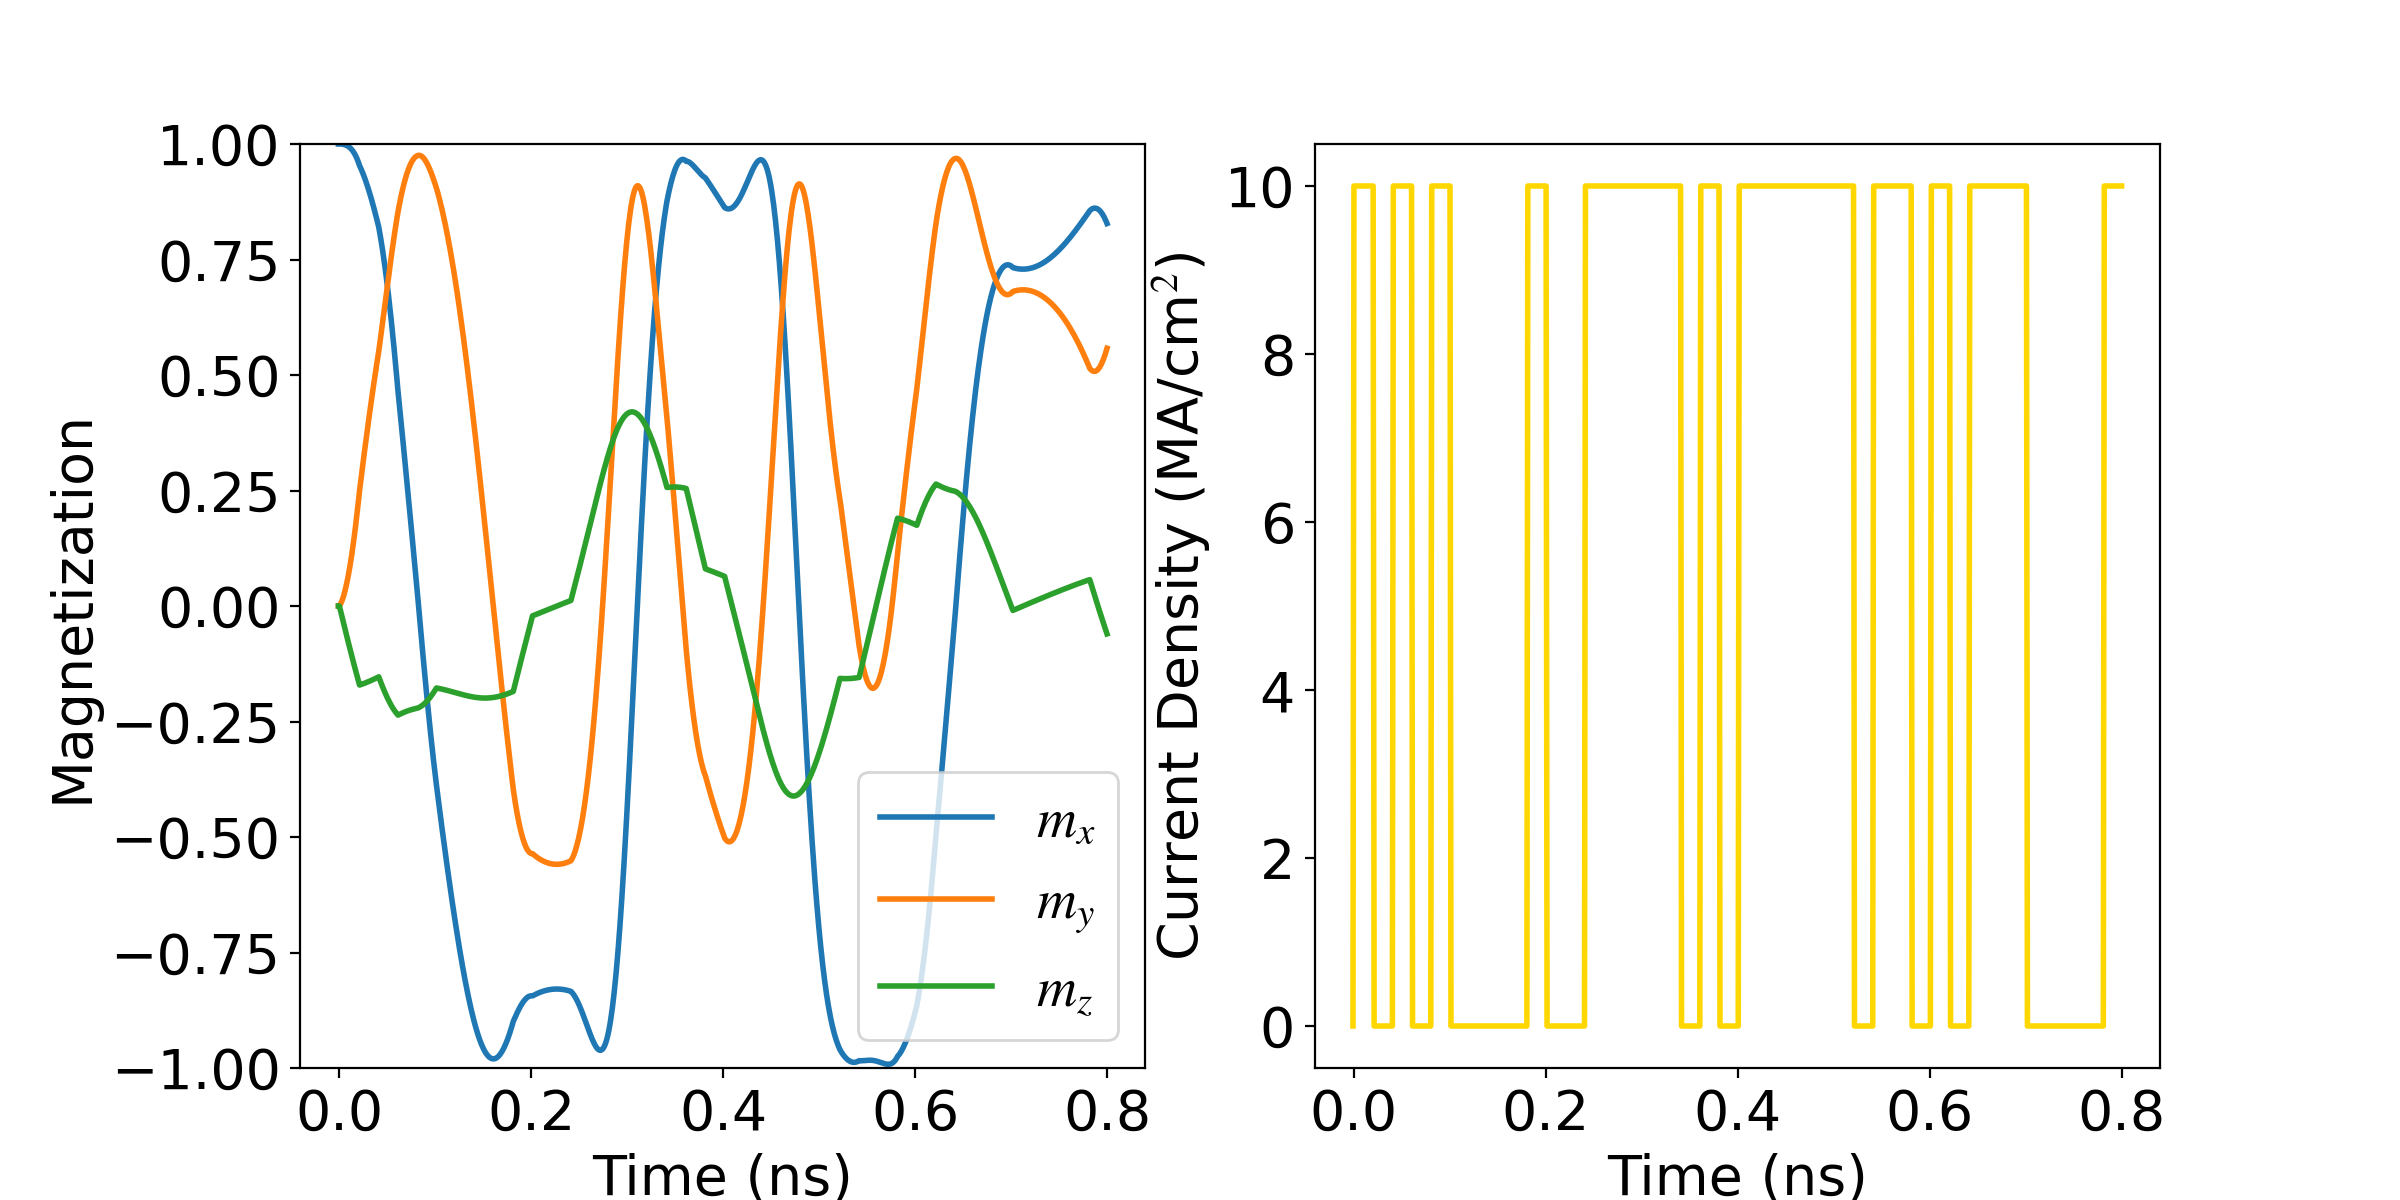 1.00
0.75
0.50
0.25
0.00
−0.25
−0.50
−0.75
−1.00
Magnetization
0.0 0.2 0.4 0.6 0.8
Time (ns)
m_x
m_y
m_z
10
8
6
4
2
0
Current Density (MA/cm²)
0.0 0.2 0.4 0.6 0.8
Time (ns)